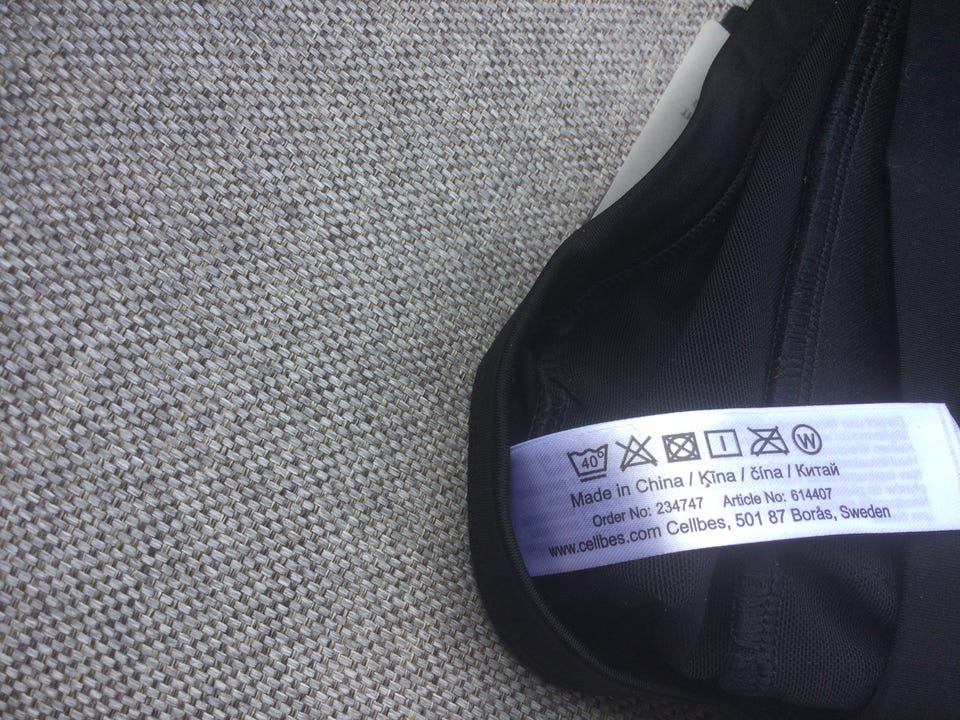 40° W
Made in China / Ķīna / čína / Китай
Order No: 234747 Article No: 614407
www.cellbes.com Cellbes, 501 87 Borås, Sweden